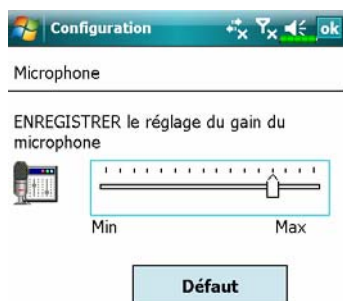 Configuration ok
Microphone
ENREGISTRER le réglage du gain du
microphone
Min Max
Défaut